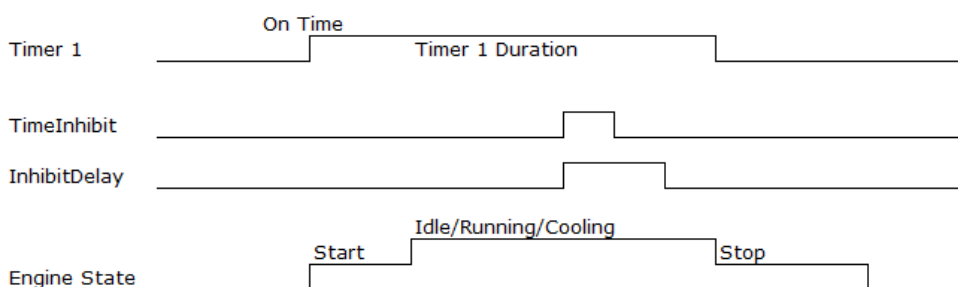 On Time
Timer 1
Timer 1 Duration
TimeInhibit
InhibitDelay
Idle/Running/Cooling
Start
Stop
Engine State